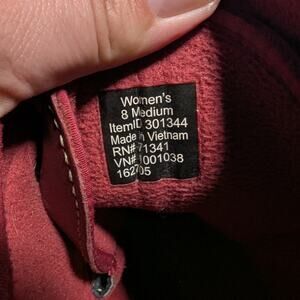 Women's
8 Medium
ItemID 301344
Made in Vietnam
RN# 71341
VN# 1001038
162705